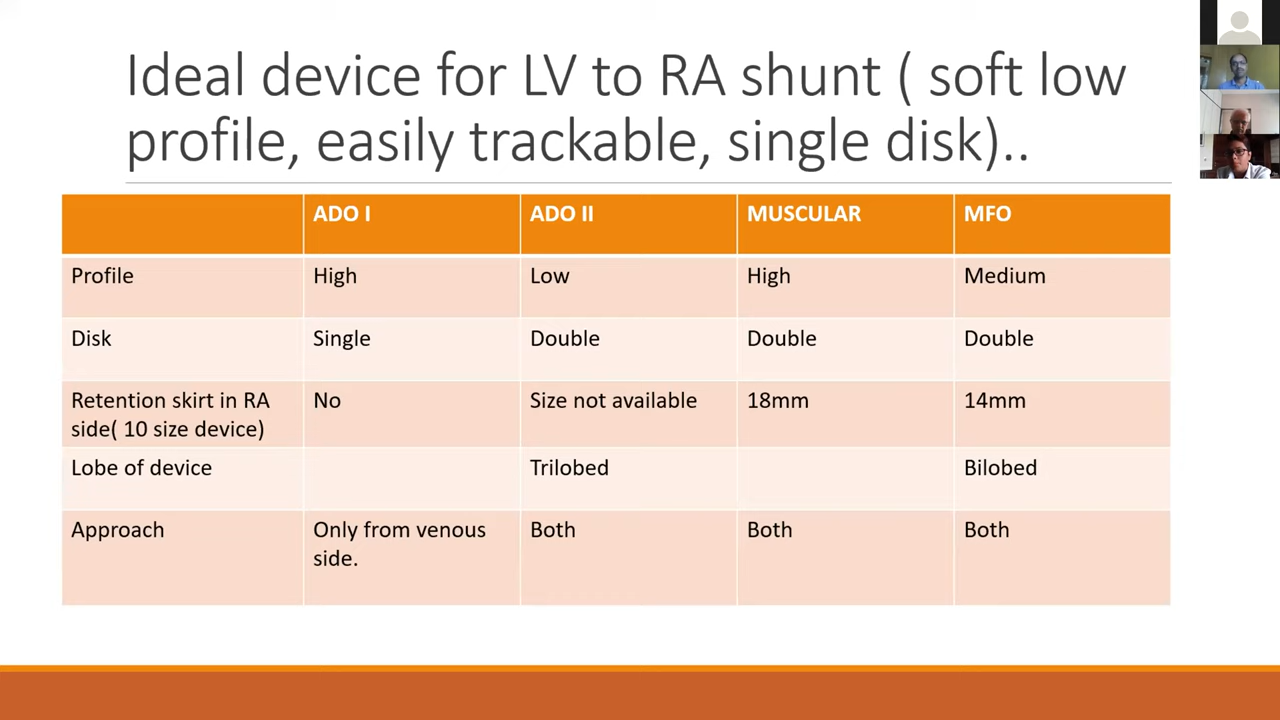 Ideal device for LV to RA shunt ( soft low
profile, easily trackable, single disk)..
ADO I ADO II MUSCULAR MFO
Profile High Low High Medium
Disk Single Double Double Double
Retention skirt in RA
side( 10 size device) No Size not available 18mm 14mm
Lobe of device Trilobed Bilobed
Approach Only from venous
side. Both Both Both